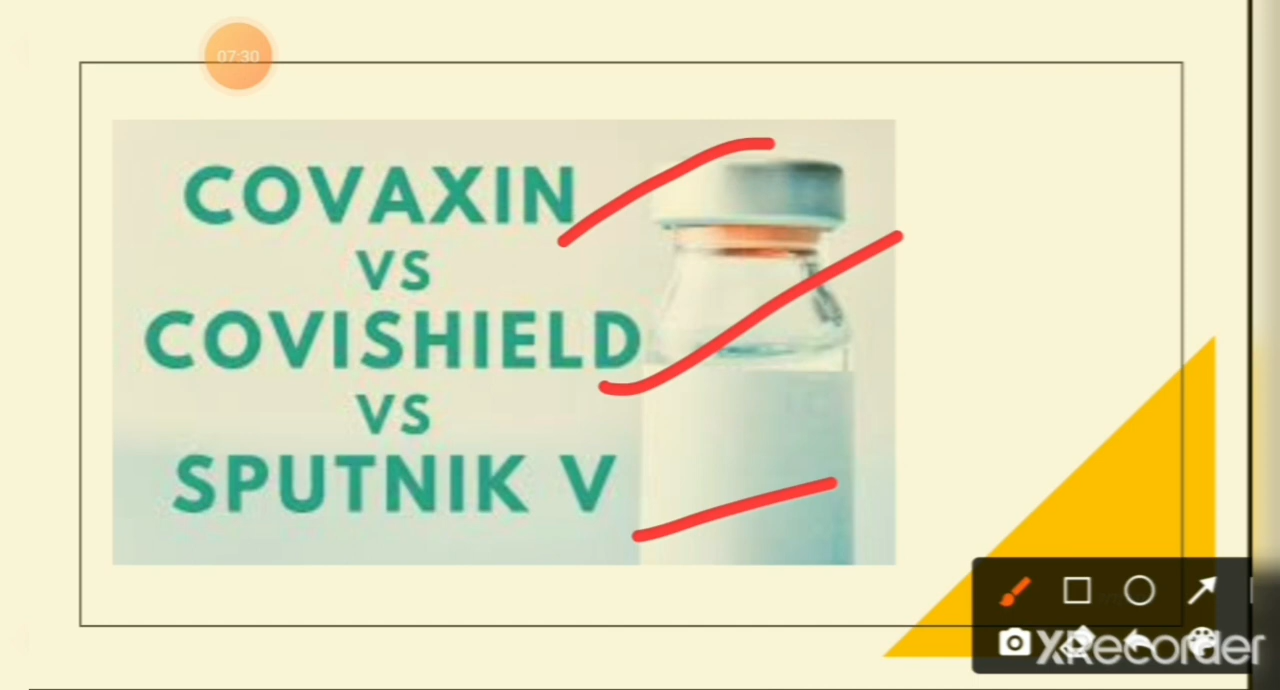 07:30
COVAXIN
VS
COVISHIELD
VS
SPUTNIK V
XRecorder